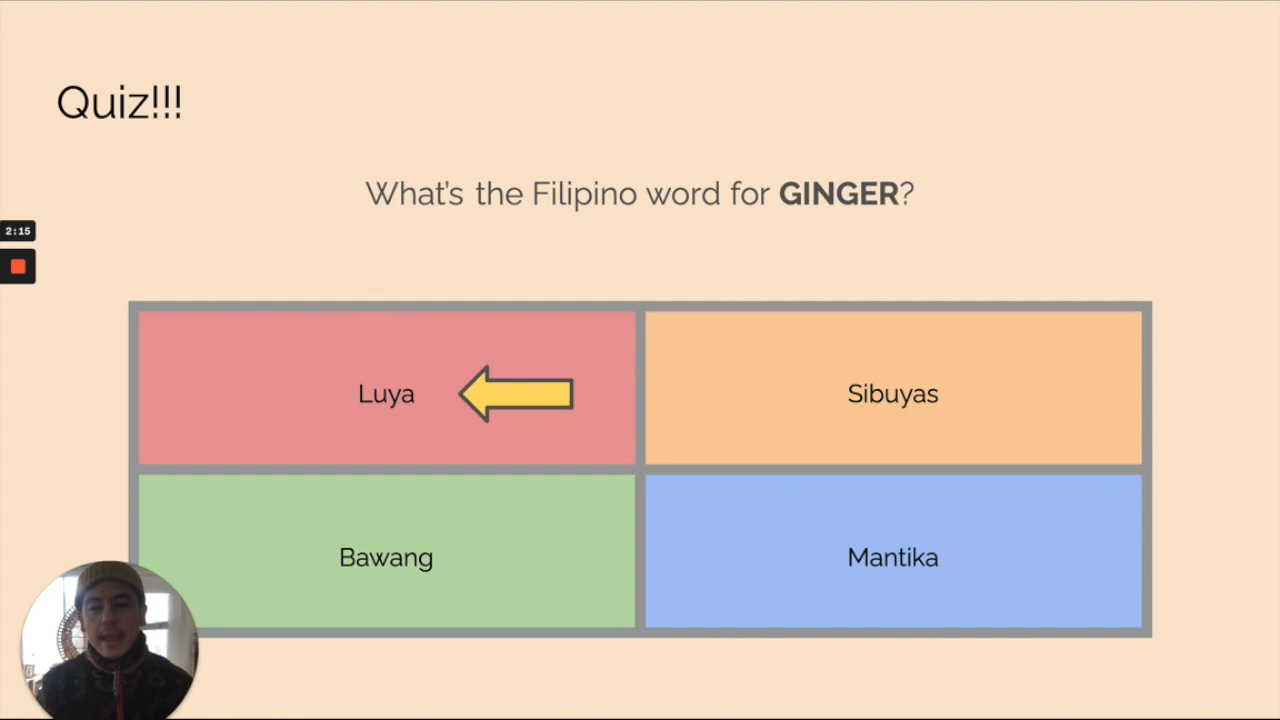 Quiz!!!
What's the Filipino word for GINGER?
2:15
Luya
Sibuyas
Bawang
Mantika